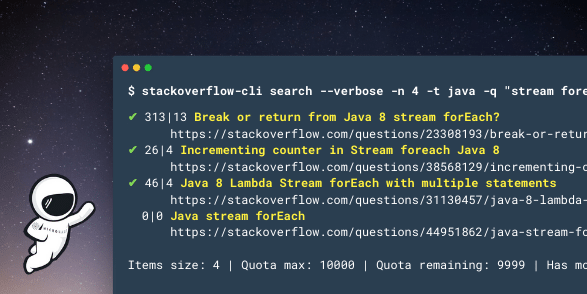 $ stackoverflow-cli search --verbose -n 4 -t java -q "stream fore
✔ 313|13 Break or return from Java 8 stream forEach?
https://stackoverflow.com/questions/23308193/break-or-retur
✔ 26|4 Incrementing counter in Stream foreach Java 8
https://stackoverflow.com/questions/38568129/incrementing-c
✔ 46|4 Java 8 Lambda Stream forEach with multiple statements
https://stackoverflow.com/questions/31130457/java-8-lambda-
0|0 Java stream forEach
https://stackoverflow.com/questions/44951862/java-stream-fo
Items size: 4 | Quota max: 10000 | Quota remaining: 9999 | Has mo